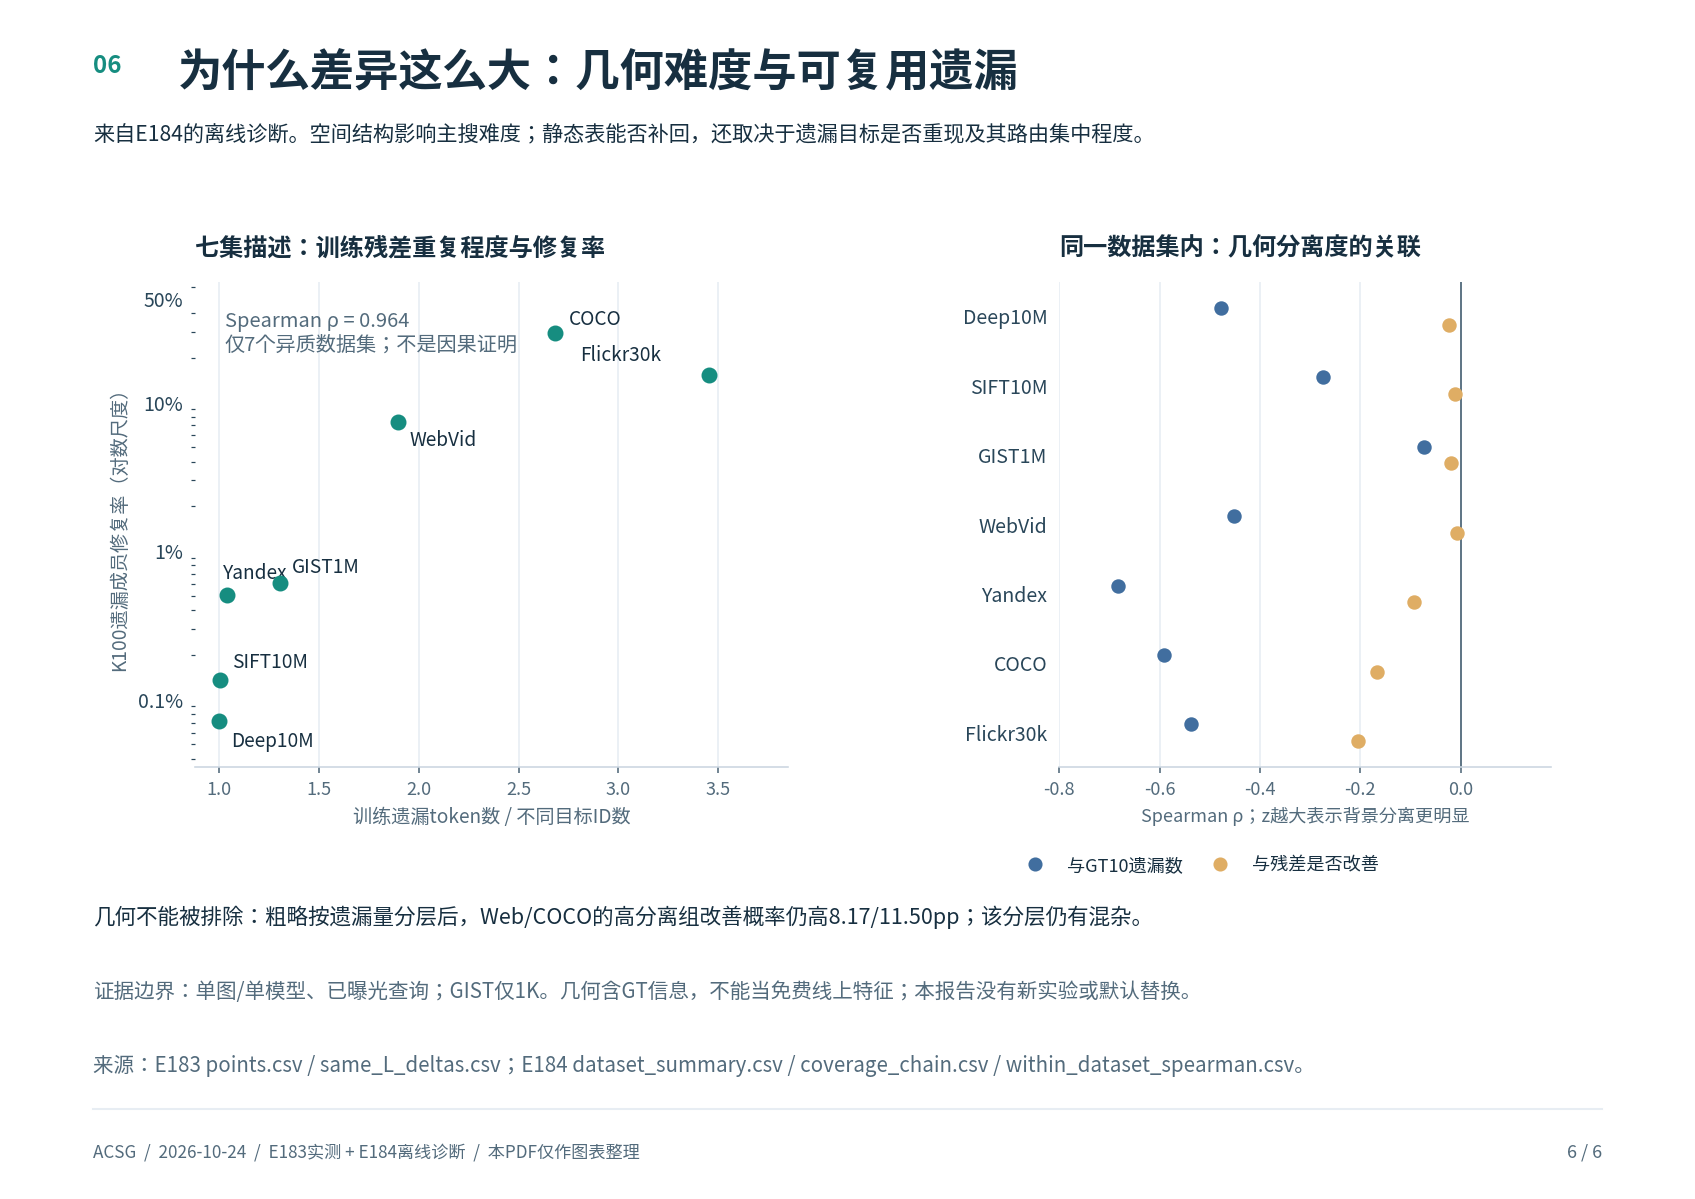 06 为什么差异这么大：几何难度与可复用遗漏
来自E184的离线诊断。空间结构影响主搜难度；静态表能否补回，还取决于遗漏目标是否重现及其路由集中程度。
七集描述：训练残差重复程度与修复率
K100遗漏成员修复率（对数尺度）
50%
10%
1%
0.1%
Spearman ρ = 0.964
仅7个异质数据集；不是因果证明
COCO
Flickr30k
WebVid
Yandex
GIST1M
SIFT10M
Deep10M
1.0 1.5 2.0 2.5 3.0 3.5
训练遗漏token数 / 不同目标ID数
同一数据集内：几何分离度的关联
Deep10M
SIFT10M
GIST1M
WebVid
Yandex
COCO
Flickr30k
-0.8 -0.6 -0.4 -0.2 0.0
Spearman ρ；z越大表示背景分离更明显
与GT10遗漏数 与残差是否改善
几何不能被排除：粗略按遗漏量分层后，Web/COCO的高分离组改善概率仍高8.17/11.50pp；该分层仍有混杂。
证据边界：单图/单模型、已曝光查询；GIST仅1K。几何含GT信息，不能当免费线上特征；本报告没有新实验或默认替换。
来源：E183 points.csv / same_L_deltas.csv；E184 dataset_summary.csv / coverage_chain.csv / within_dataset_spearman.csv。
ACSG / 2026-10-24 / E183实测 + E184离线诊断 / 本PDF仅作图表整理
6 / 6